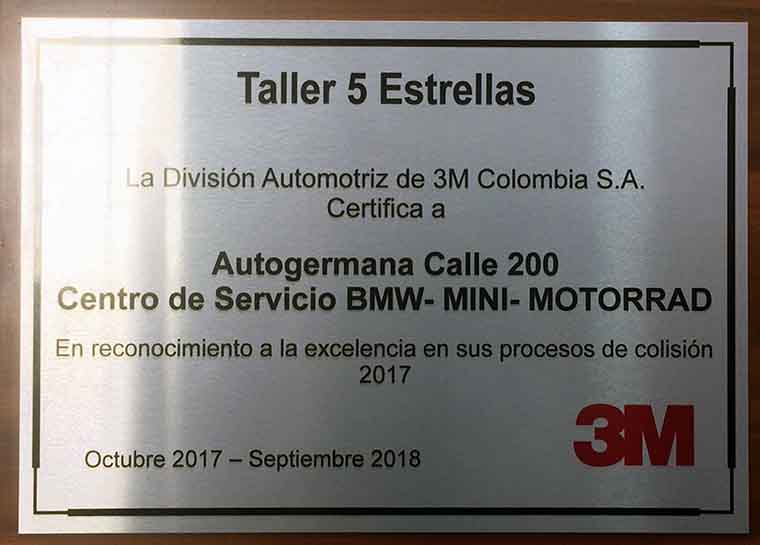 Taller 5 Estrellas
La División Automotriz de 3M Colombia S.A.
Certifica a
Autogermana Calle 200
Centro de Servicio BMW- MINI- MOTORRAD
En reconocimiento a la excelencia en sus procesos de colisión
2017
3M
Octubre 2017 – Septiembre 2018